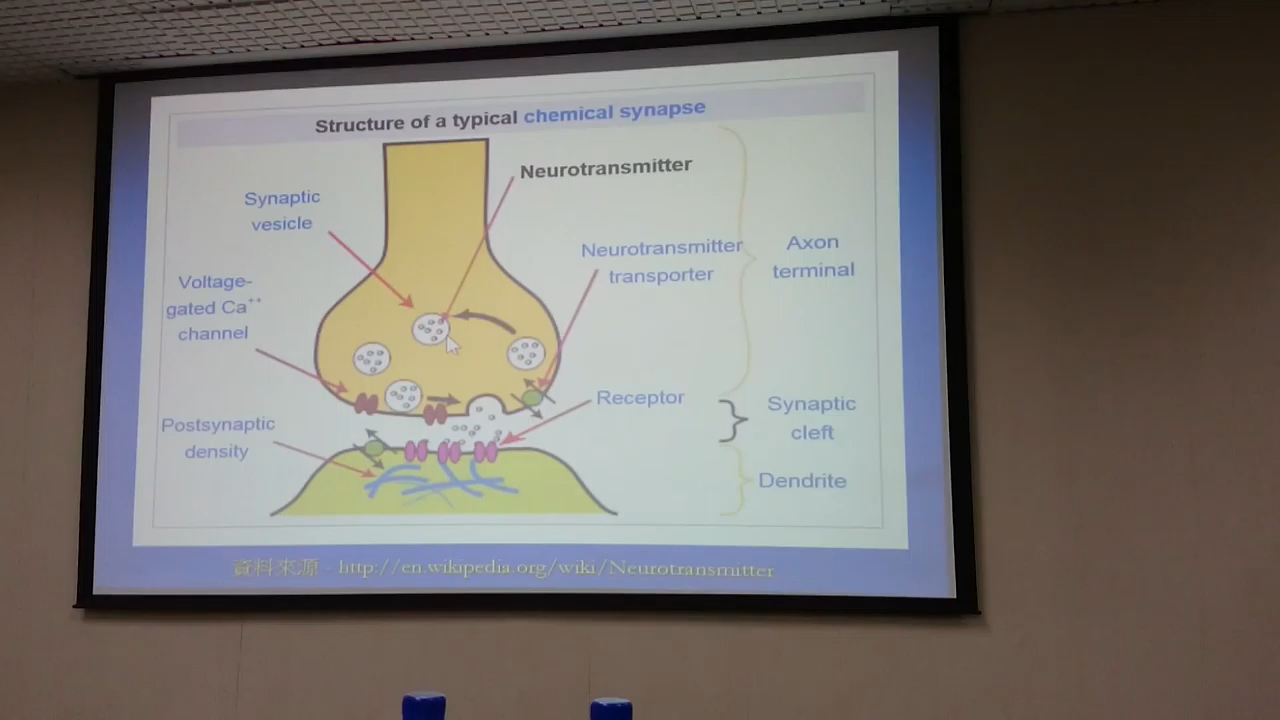 Structure of a typical chemical synapse
Neurotransmitter
Synaptic
vesicle
Neurotransmitter
transporter
Axon
terminal
Voltage-
gated Ca++
channel
Receptor
Synaptic
cleft
Postsynaptic
density
Dendrite
資料來源 - http://en.wikipedia.org/wiki/Neurotransmitter